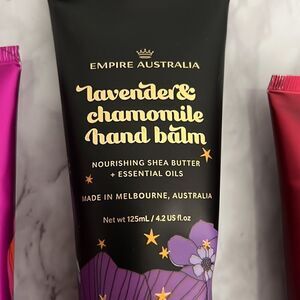 EMPIRE AUSTRALIA
lavender&
chamomile
hand balm
NOURISHING SHEA BUTTER
+ ESSENTIAL OILS
MADE IN MELBOURNE, AUSTRALIA
Net wt 125mL / 4.2 US fl.oz